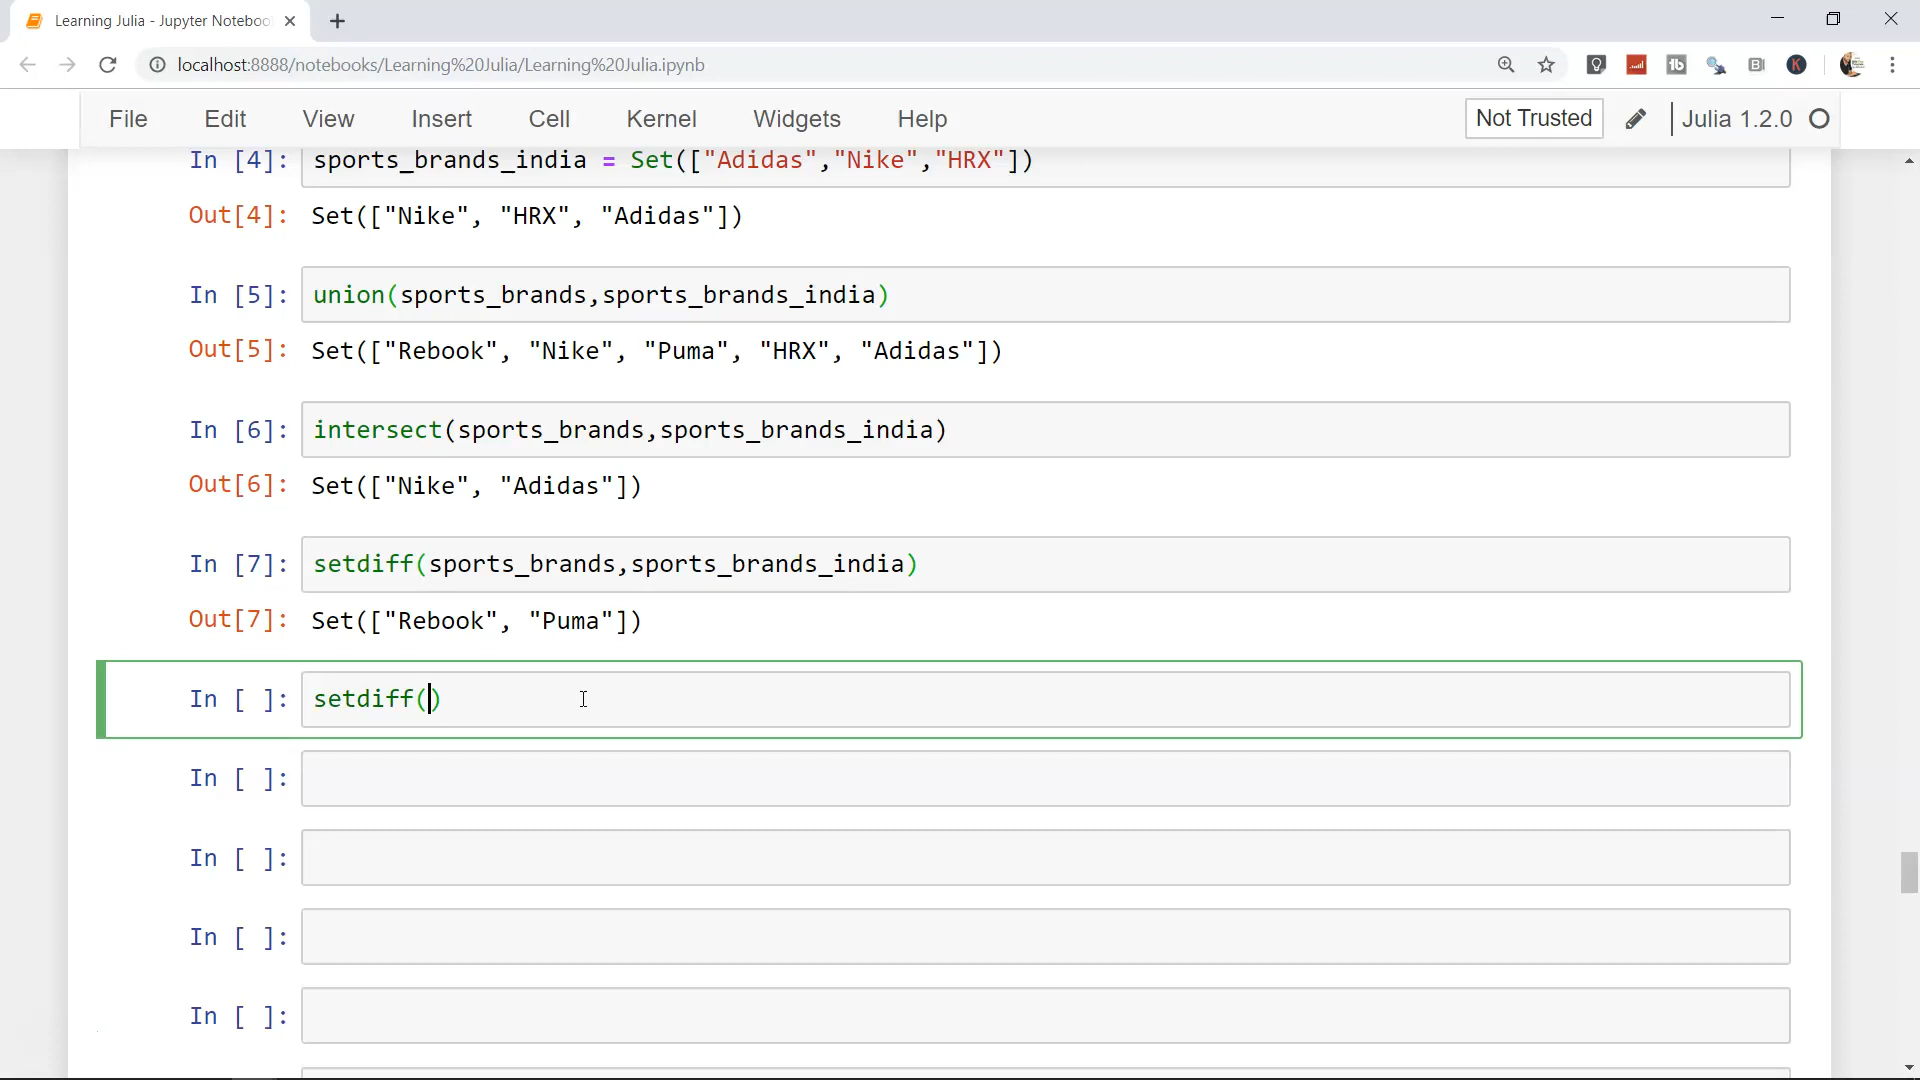 Learning Julia - Jupyter Noteboo
localhost:8888/notebooks/Learning%20Julia/Learning%20Julia.ipynb
File Edit View Insert Cell Kernel Widgets Help Not Trusted Julia 1.2.0
In [4]: sports_brands_india = Set(["Adidas","Nike","HRX"])
Out[4]: Set(["Nike", "HRX", "Adidas"])
In [5]: union(sports_brands,sports_brands_india)
Out[5]: Set(["Rebook", "Nike", "Puma", "HRX", "Adidas"])
In [6]: intersect(sports_brands,sports_brands_india)
Out[6]: Set(["Nike", "Adidas"])
In [7]: setdiff(sports_brands,sports_brands_india)
Out[7]: Set(["Rebook", "Puma"])
In [ ]: setdiff()
In [ ]:
In [ ]:
In [ ]:
In [ ]: